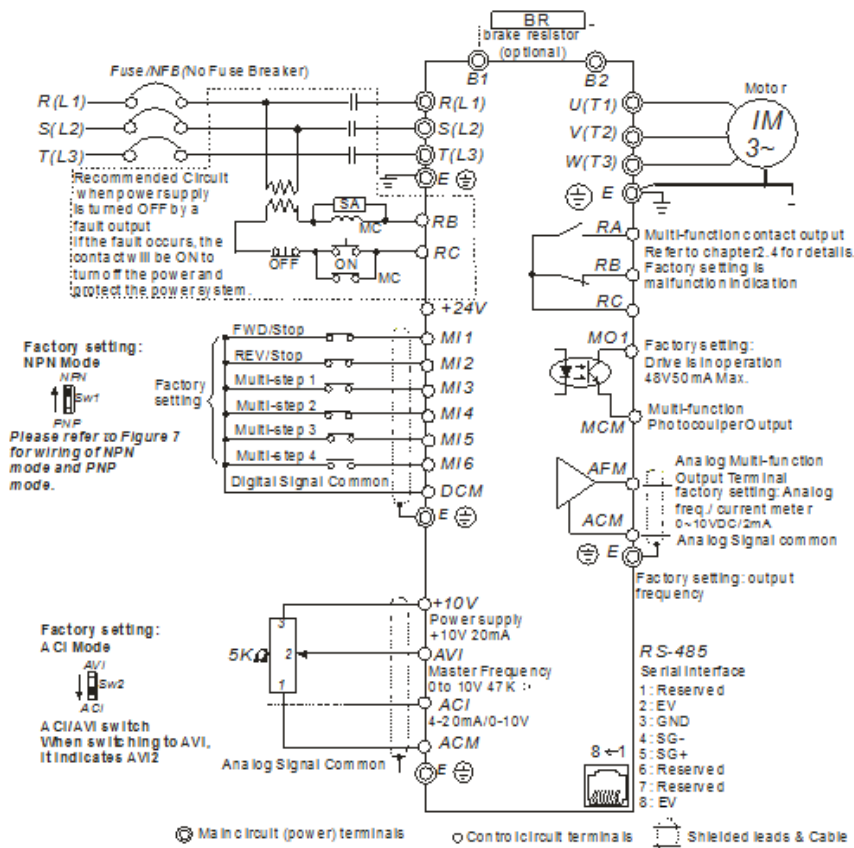 BR
brake resistor
(optional)
B1
B2
Fuse/NFB(No Fuse Breaker)
R(L1)
S(L2)
T(L3)
R(L1)
S(L2)
T(L3)
E
Recommended Circuit
when power supply
is turned OFF by a
fault output
If the fault occurs, the
contact will be ON to
turn off the power and
protect the power system.
SA
MC
OFF
ON
MC
RB
RC
Motor
U(T1)
V(T2)
W(T3)
IM
3~
E
RA
RB
RC
Multi-function contact output
Refer to chapter2.4 for details.
Factory setting is
malfunction indication
+24V
Factory setting:
NPN Mode
NPN
Sw1
PNP
Please refer to Figure 7
for wiring of NPN
mode and PNP
mode.
Factory
setting
FWD/Stop
REV/Stop
Multi-step 1
Multi-step 2
Multi-step 3
Multi-step 4
Digital Signal Common
MI1
MI2
MI3
MI4
MI5
MI6
DCM
E
MO1
Factory setting:
Drive is in operation
48V50mA Max.
MCM
Multi-function
Photocoulper Output
AFM
ACM
E
Analog Multi-function
Output Terminal
factory setting: Analog
freq./ current meter
0~10VDC/2mA
Analog Signal common
Factory setting: output
frequency
Factory setting:
ACI Mode
AVI
Sw2
ACI
ACI/AVI switch
When switching to AVI,
it indicates AVI2
5KΩ
3
2
1
+10V
Power supply
+10V 20mA
AVI
Master Frequency
0 to 10V 47K
ACI
4-20mA/0-10V
ACM
Analog Signal Common
E
RS-485
Serial interface
1: Reserved
2: EV
3: GND
4: SG-
5: SG+
6: Reserved
7: Reserved
8: EV
8←1
Main circuit (power) terminals
Control circuit terminals
Shielded leads & Cable